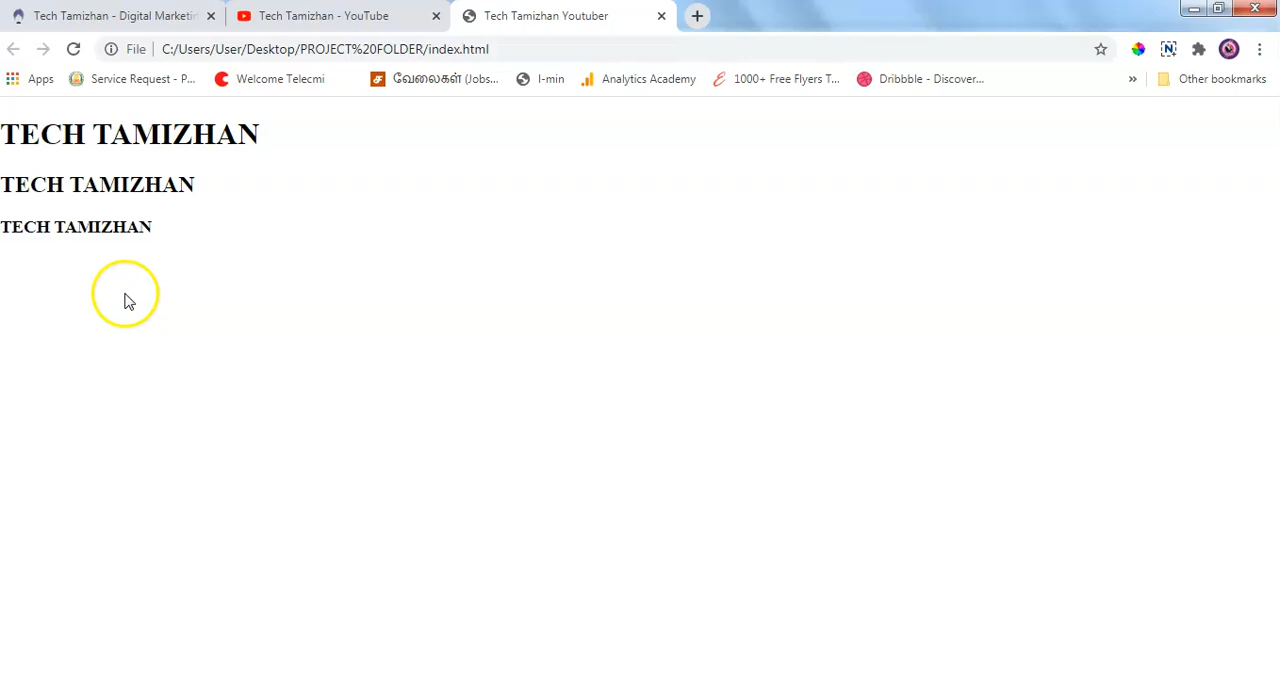 Tech Tamizhan - Digital Marketin
Tech Tamizhan - YouTube
Tech Tamizhan Youtuber
File
C:/Users/User/Desktop/PROJECT%20FOLDER/index.html
Apps
Service Request - P...
Welcome Telecmi
வேலைகள் (Jobs...
I-min
Analytics Academy
1000+ Free Flyers T...
Dribbble - Discover...
»
Other bookmarks
TECH TAMIZHAN
TECH TAMIZHAN
TECH TAMIZHAN